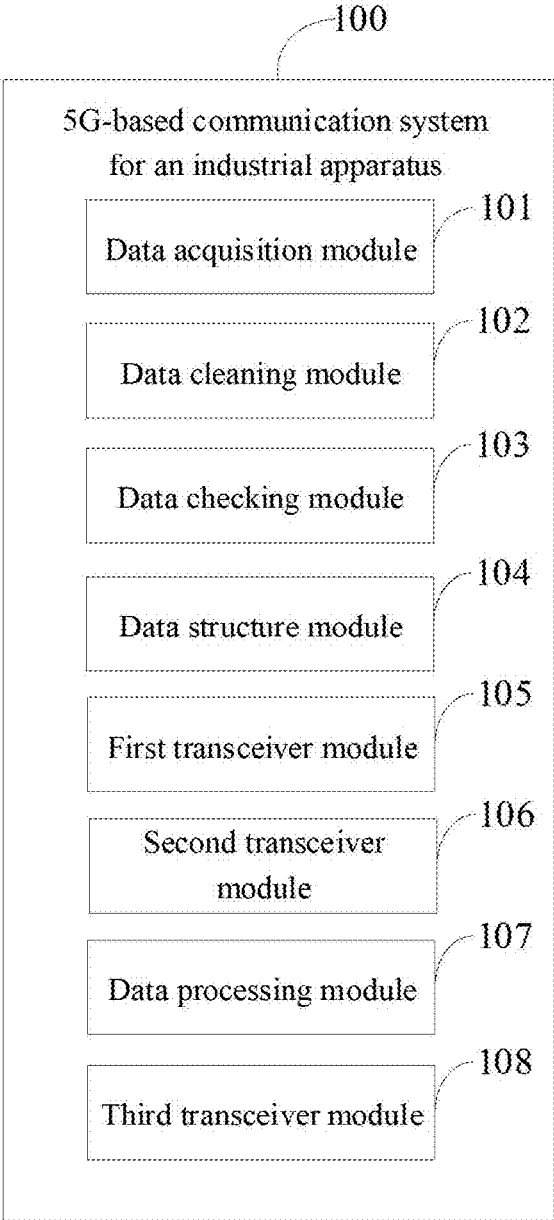 100
5G-based communication system
for an industrial apparatus
101
Data acquisition module
102
Data cleaning module
103
Data checking module
104
Data structure module
105
First transceiver module
106
Second transceiver
module
107
Data processing module
108
Third transceiver module